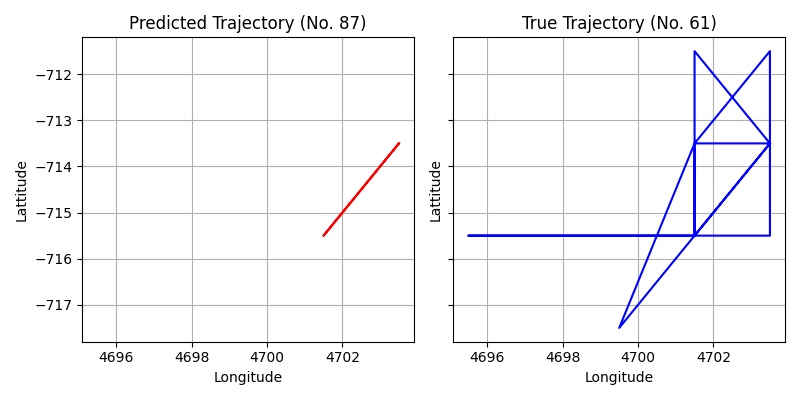 Predicted Trajectory (No. 87)
True Trajectory (No. 61)
Lattitude
−712
−713
−714
−715
−716
−717
4696
4698
4700
4702
Longitude
Lattitude
4696
4698
4700
4702
Longitude